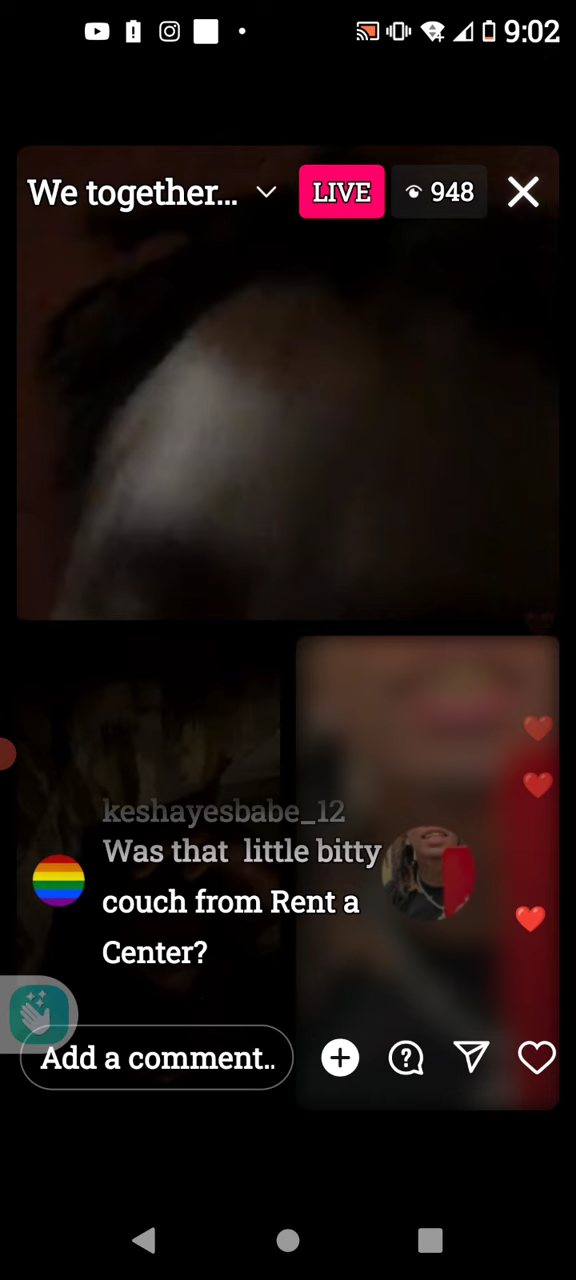 9:02
We together...
LIVE
948
keshayesbabe_12
Was that little bitty
couch from Rent a
Center?
Add a comment..